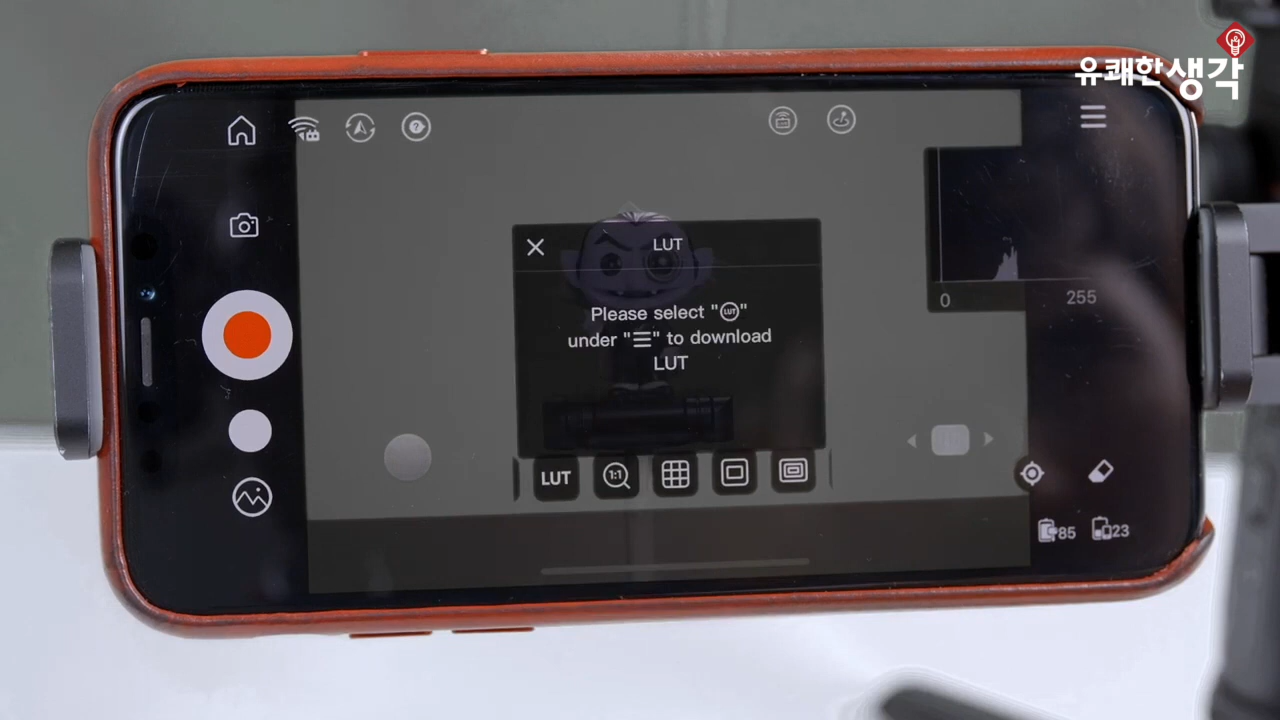 유쾌한생각
LUT
Please select "LUT"
under "☰" to download
LUT
0
255
LUT
1:1
85
23